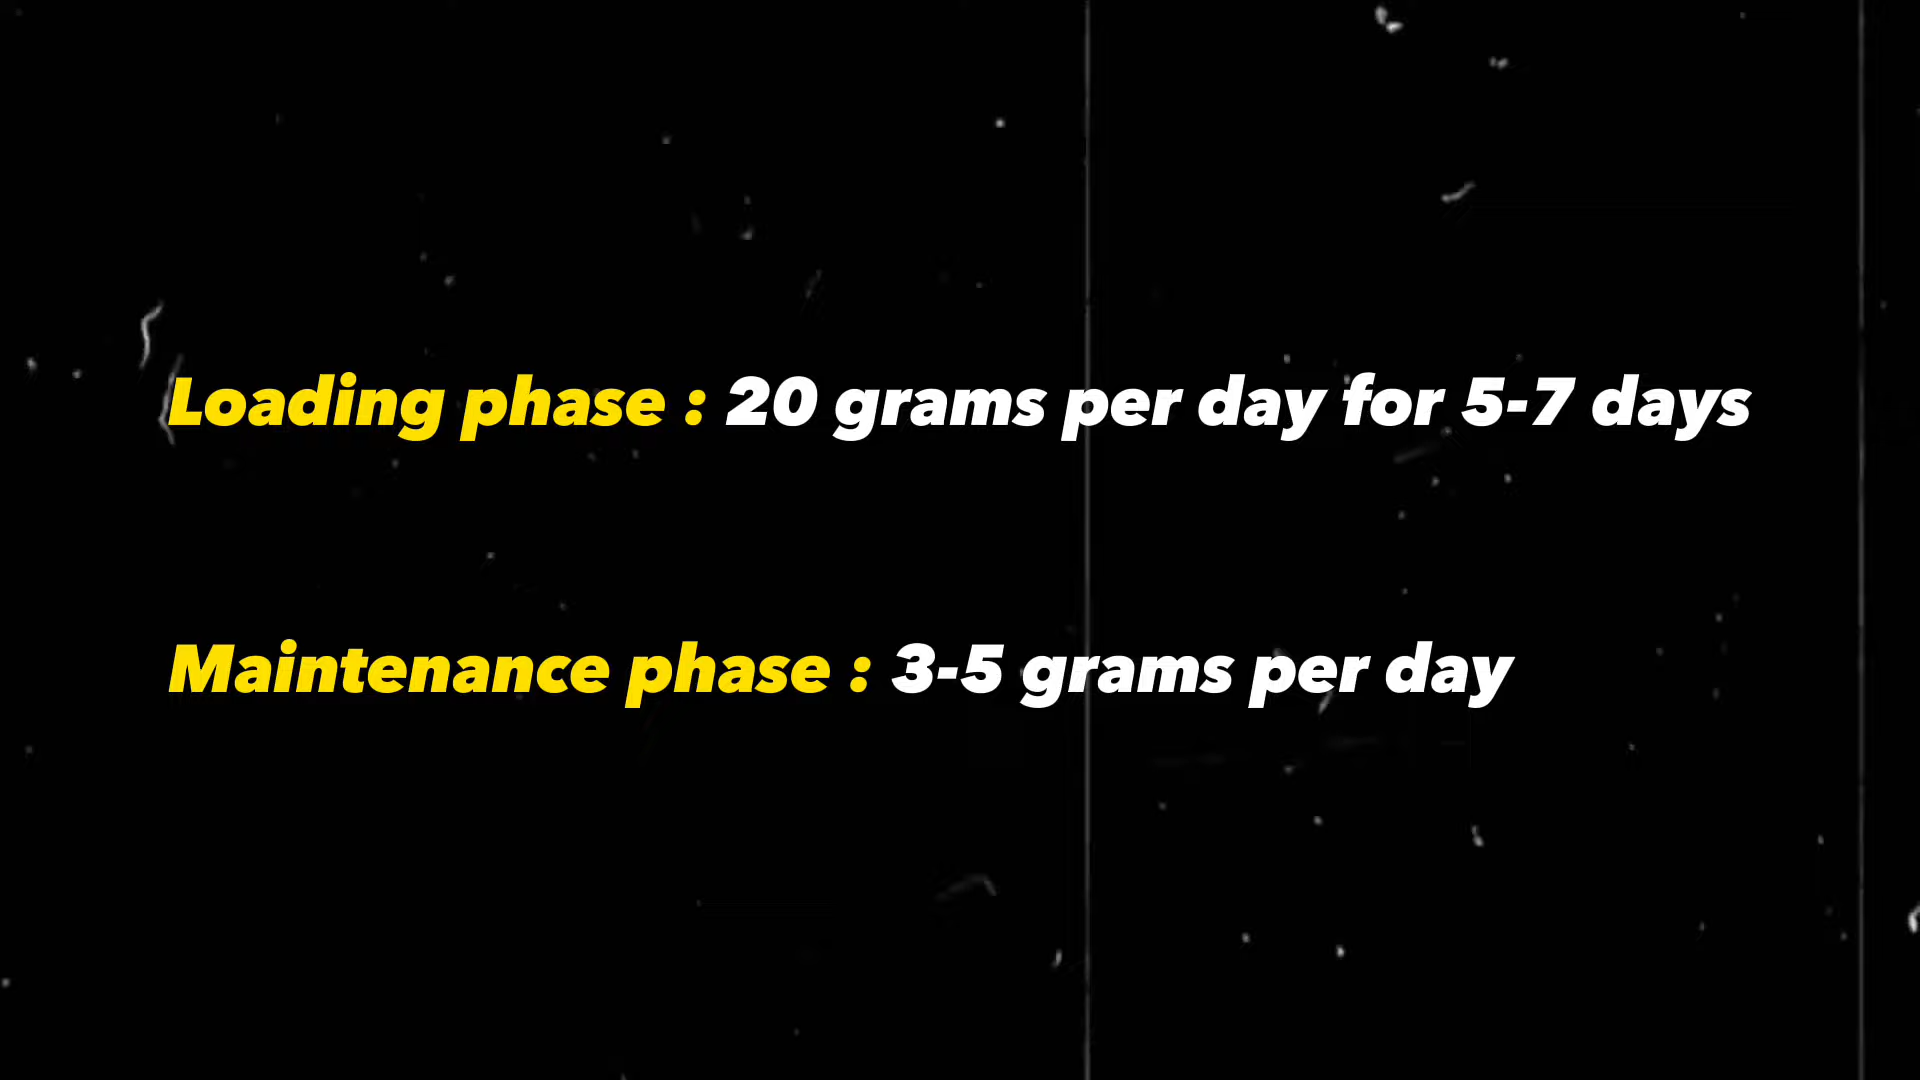 Loading phase : 20 grams per day for 5-7 days
Maintenance phase : 3-5 grams per day